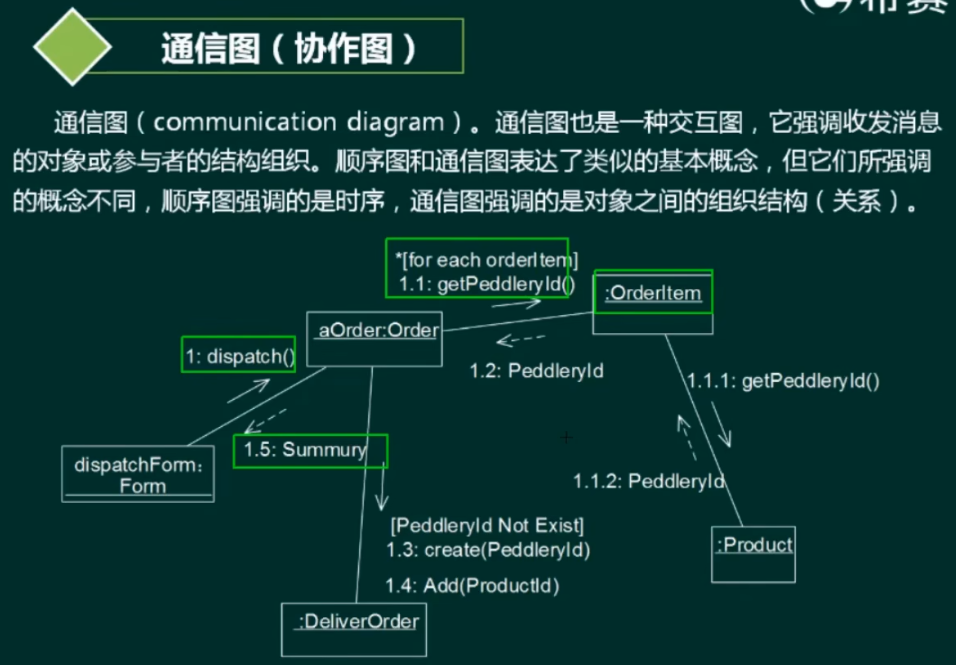 希赛
通信图（协作图）
通信图（communication diagram）。通信图也是一种交互图，它强调收发消息
的对象或参与者的结构组织。顺序图和通信图表达了类似的基本概念，但它们所强调
的概念不同，顺序图强调的是时序，通信图强调的是对象之间的组织结构（关系）。
*[for each orderItem]
1.1: getPeddleryId()
:OrderItem
aOrder:Order
1: dispatch()
1.2: PeddleryId
1.1.1: getPeddleryId()
1.5: Summury
dispatchForm:
Form
1.1.2: PeddleryId
[PeddleryId Not Exist]
1.3: create(PeddleryId)
:Product
1.4: Add(ProductId)
:DeliverOrder